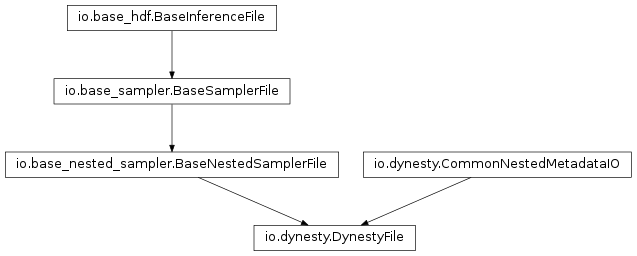 io.base_hdf.BaseInferenceFile
io.base_sampler.BaseSamplerFile
io.base_nested_sampler.BaseNestedSamplerFile
io.dynesty.CommonNestedMetadataIO
io.dynesty.DynestyFile